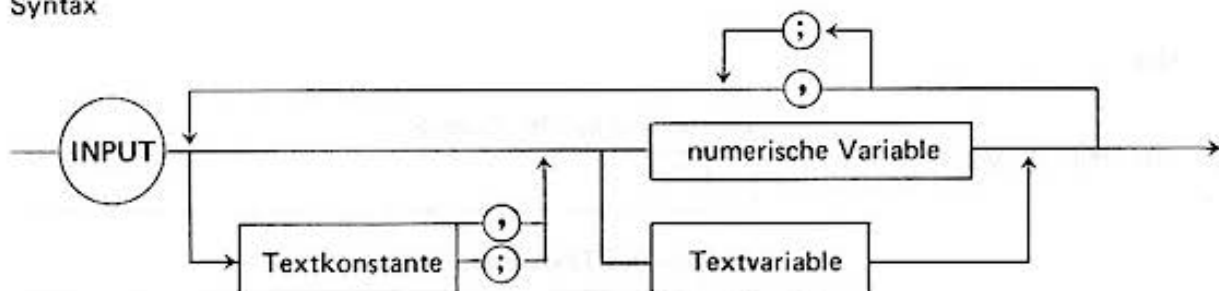 Syntax
;
,
INPUT
numerische Variable
,
Textkonstante
;
Textvariable